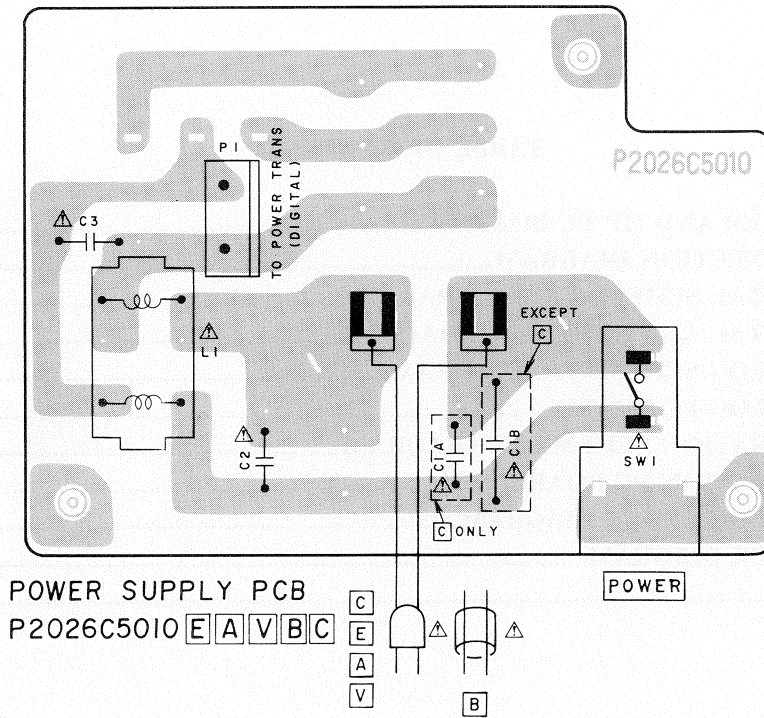 P1
TO POWER TRANS
(DIGITAL)
P2026C5010
C3
L1
EXCEPT
C
C2
C1A
C1B
SW1
C ONLY
POWER SUPPLY PCB
P2026C5010 E A V B C
POWER
C
E
A
V
B